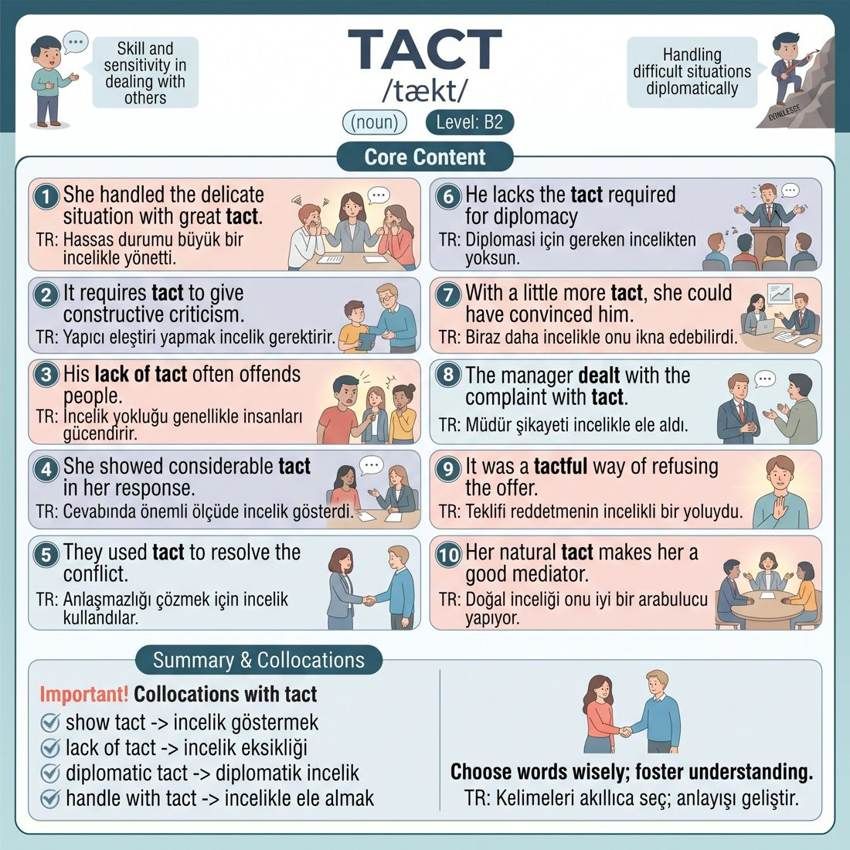 Skill and
sensitivity in
dealing with
others
TACT
/tækt/
(noun)
Level: B2
Handling
difficult situations
diplomatically
Core Content
1 She handled the delicate
situation with great tact.
TR: Hassas durumu büyük bir
incelikle yönetti.
2 It requires tact to give
constructive criticism.
TR: Yapıcı eleştiri yapmak incelik gerektirir.
3 His lack of tact often offends
people.
TR: İncelik yokluğu genellikle insanları
gücendirir.
4 She showed considerable tact
in her response.
TR: Cevabında önemli ölçüde incelik gösterdi.
5 They used tact to resolve the
conflict.
TR: Anlaşmazlığı çözmek için incelik
kullandılar.
6 He lacks the tact required
for diplomacy
TR: Diplomasi için gereken incelikten
yoksun.
7 With a little more tact, she could
have convinced him.
TR: Biraz daha incelikle onu ikna edebilirdi.
8 The manager dealt with the
complaint with tact.
TR: Müdür şikayeti incelikle ele aldı.
9 It was a tactful way of refusing
the offer.
TR: Teklifi reddetmenin incelikli bir yoluydu.
10 Her natural tact makes her a
good mediator.
TR: Doğal inceliği onu iyi bir arabulucu
yapıyor.
Summary & Collocations
Important! Collocations with tact
show tact -> incelik göstermek
lack of tact -> incelik eksikliği
diplomatic tact -> diplomatik incelik
handle with tact -> incelikle ele almak
Choose words wisely; foster understanding.
TR: Kelimeleri akıllıca seç; anlayışı geliştir.